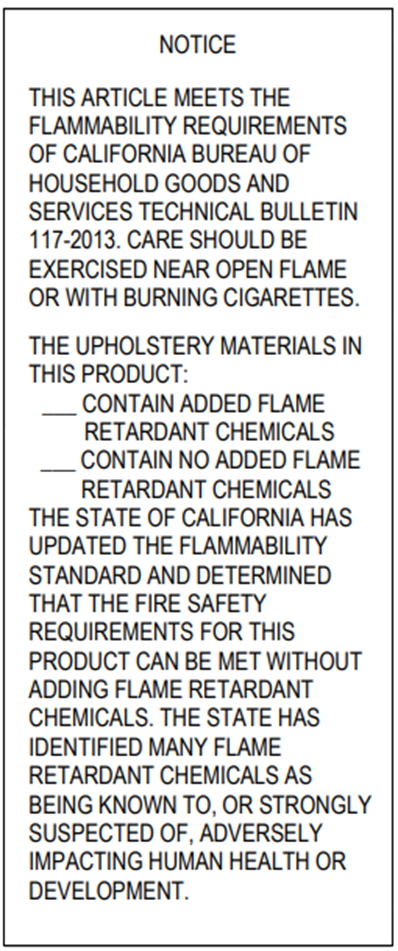 NOTICE
THIS ARTICLE MEETS THE
FLAMMABILITY REQUIREMENTS
OF CALIFORNIA BUREAU OF
HOUSEHOLD GOODS AND
SERVICES TECHNICAL BULLETIN
117-2013. CARE SHOULD BE
EXERCISED NEAR OPEN FLAME
OR WITH BURNING CIGARETTES.
THE UPHOLSTERY MATERIALS IN
THIS PRODUCT:
___ CONTAIN ADDED FLAME
RETARDANT CHEMICALS
___ CONTAIN NO ADDED FLAME
RETARDANT CHEMICALS
THE STATE OF CALIFORNIA HAS
UPDATED THE FLAMMABILITY
STANDARD AND DETERMINED
THAT THE FIRE SAFETY
REQUIREMENTS FOR THIS
PRODUCT CAN BE MET WITHOUT
ADDING FLAME RETARDANT
CHEMICALS. THE STATE HAS
IDENTIFIED MANY FLAME
RETARDANT CHEMICALS AS
BEING KNOWN TO, OR STRONGLY
SUSPECTED OF, ADVERSELY
IMPACTING HUMAN HEALTH OR
DEVELOPMENT.